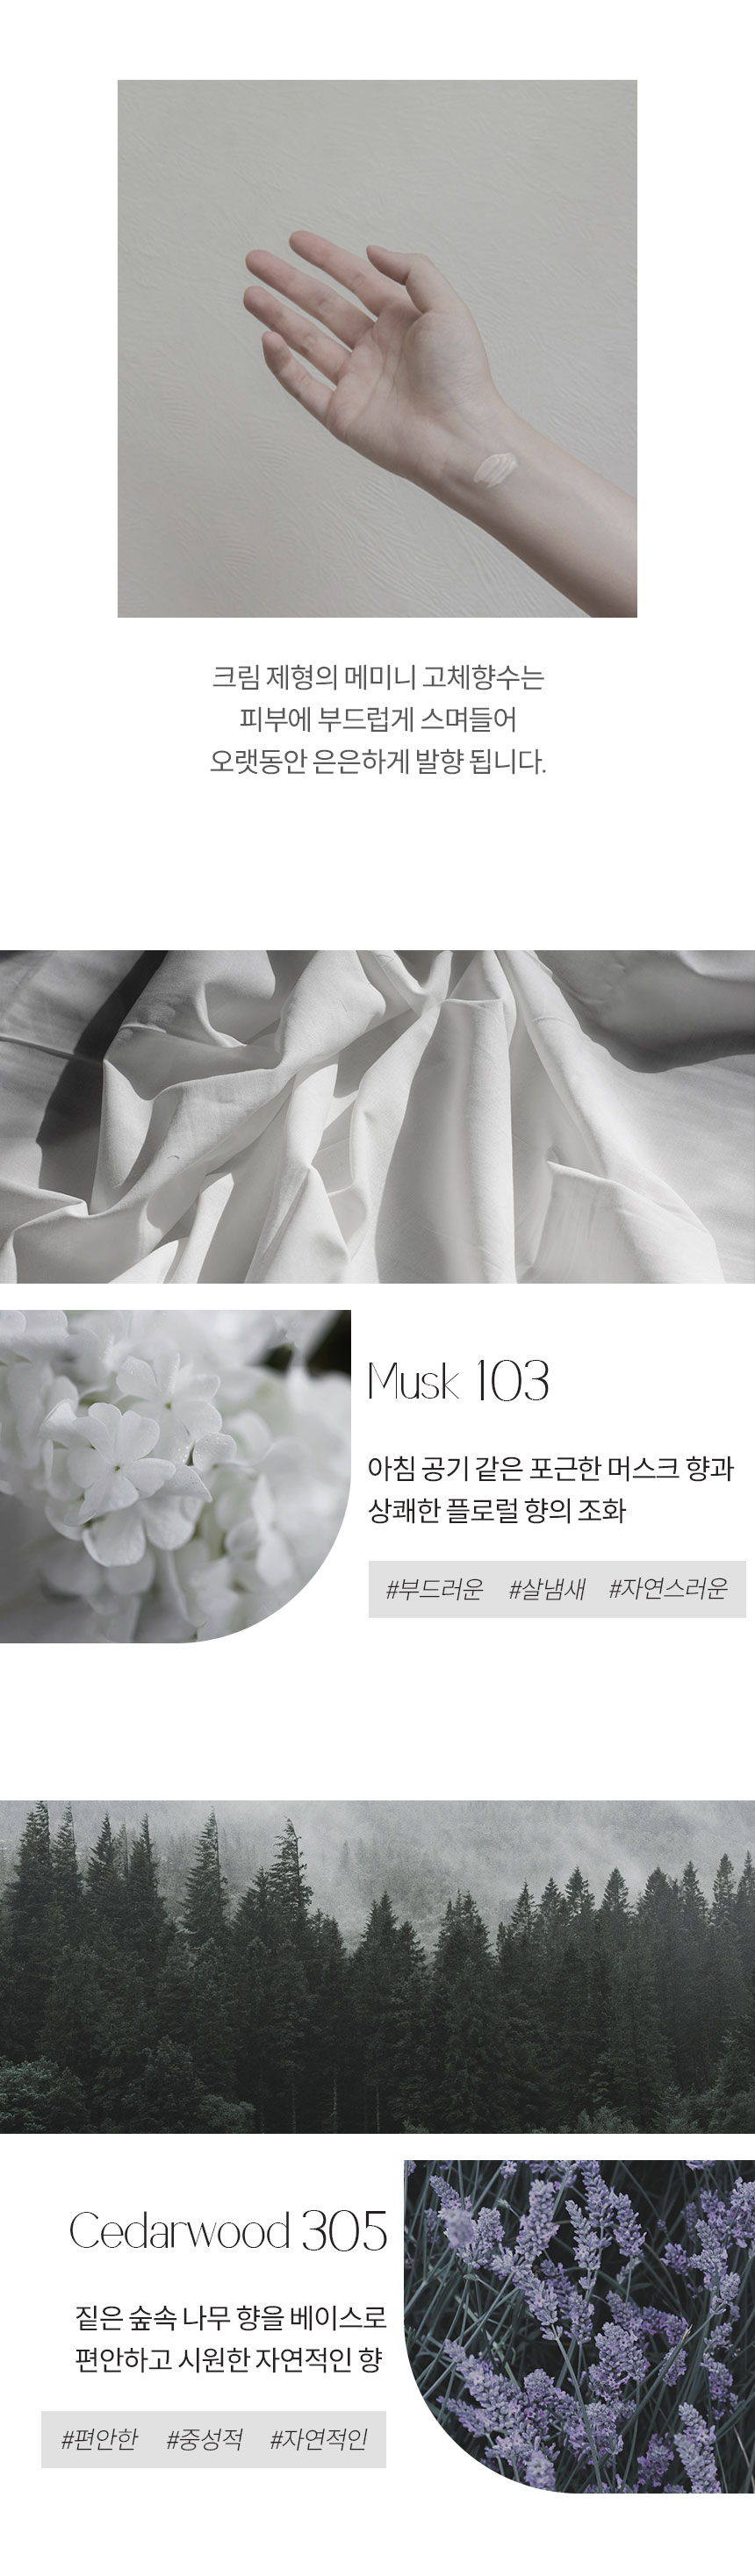 크림 제형의 메미니 고체향수는
피부에 부드럽게 스며들어
오랫동안 은은하게 발향 됩니다.
Musk 103
아침 공기 같은 포근한 머스크 향과
상쾌한 플로럴 향의 조화
#부드러운 #살냄새 #자연스러운
Cedarwood 305
짙은 숲속 나무 향을 베이스로
편안하고 시원한 자연적인 향
#편안한 #중성적 #자연적인